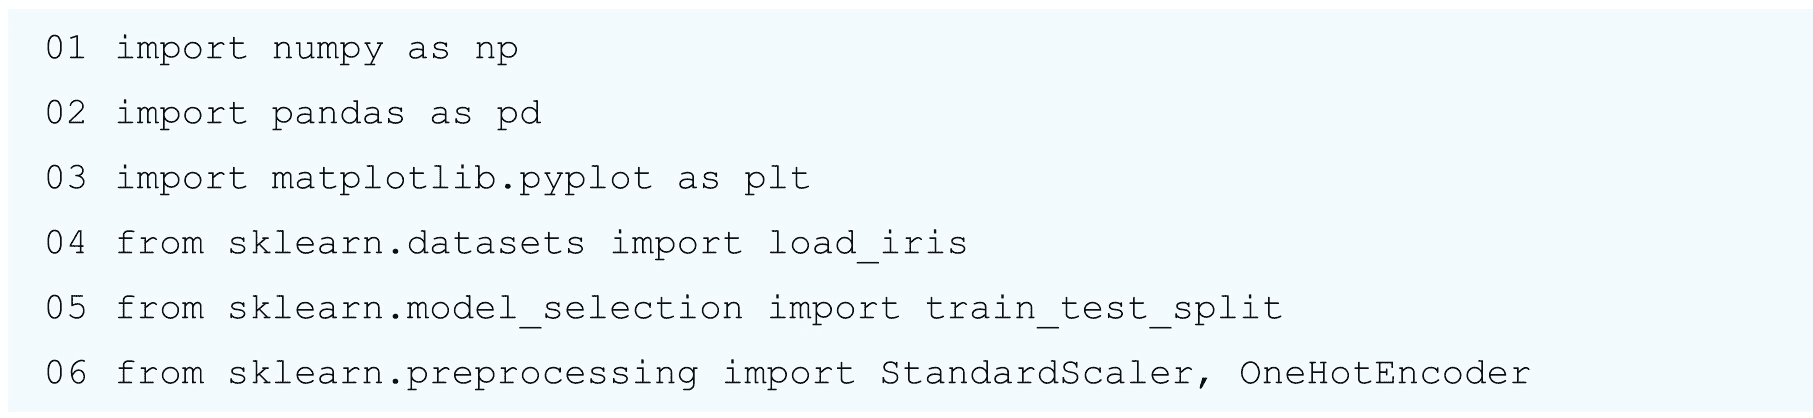 01 import numpy as np
02 import pandas as pd
03 import matplotlib.pyplot as plt
04 from sklearn.datasets import load_iris
05 from sklearn.model_selection import train_test_split
06 from sklearn.preprocessing import StandardScaler, OneHotEncoder